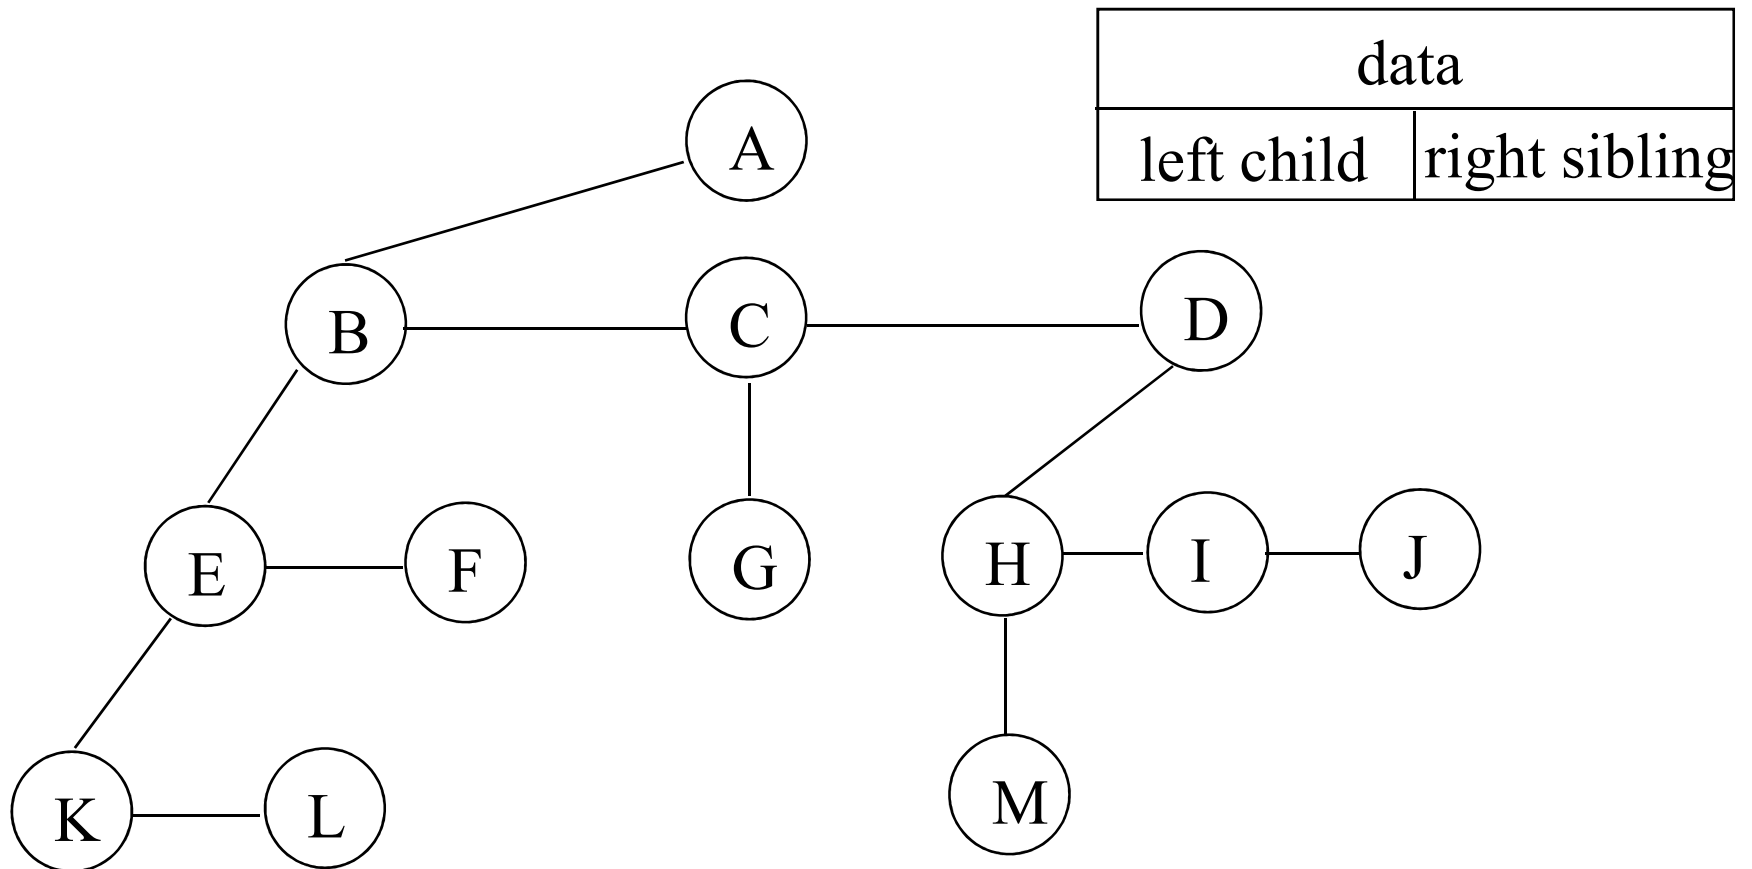 data
left child right sibling
A
B C D
E F G H I J
K L M